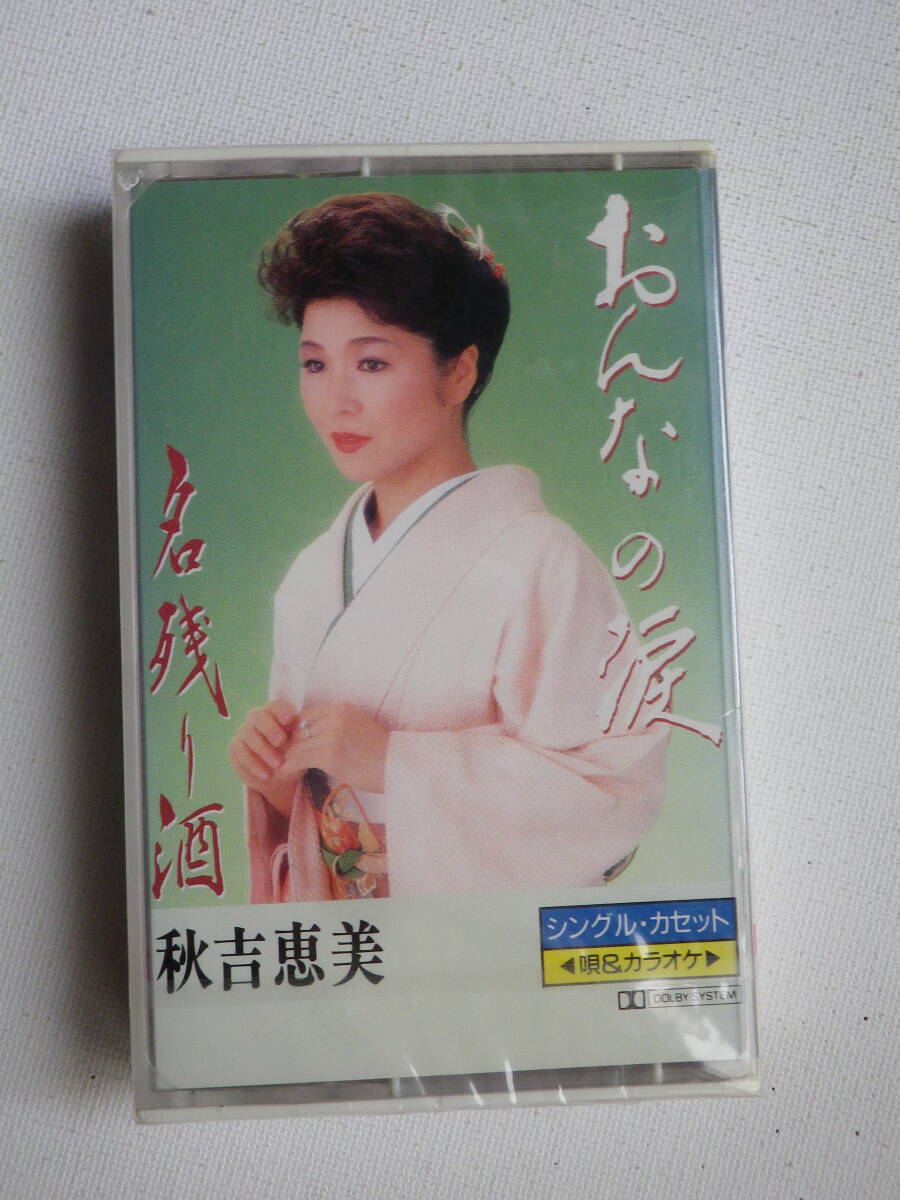 おんなの涙
名残り酒
秋吉恵美
シングル・カセット
◀唄&カラオケ▶
DOLBY SYSTEM